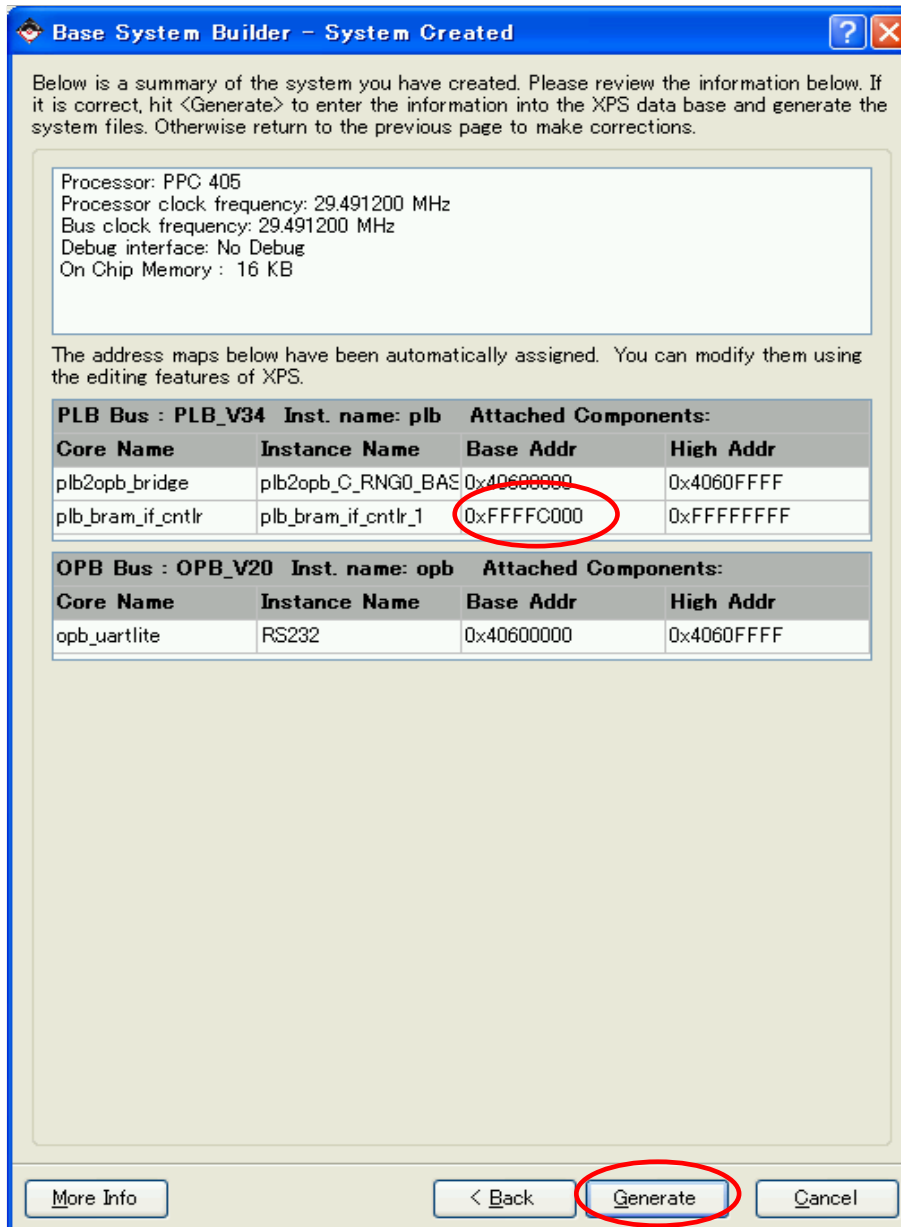 Base System Builder - System Created
Below is a summary of the system you have created. Please review the information below. If
it is correct, hit <Generate> to enter the information into the XPS data base and generate the
system files. Otherwise return to the previous page to make corrections.
Processor: PPC 405
Processor clock frequency: 29.491200 MHz
Bus clock frequency: 29.491200 MHz
Debug interface: No Debug
On Chip Memory : 16 KB
The address maps below have been automatically assigned. You can modify them using
the editing features of XPS.
PLB Bus : PLB_V34 Inst. name: plb Attached Components:
Core Name Instance Name Base Addr High Addr
plb2opb_bridge plb2opb_C_RNG0_BAS 0x40600000 0x4060FFFF
plb_bram_if_cntlr plb_bram_if_cntlr_1 0xFFFFC000 0xFFFFFFFF
OPB Bus : OPB_V20 Inst. name: opb Attached Components:
Core Name Instance Name Base Addr High Addr
opb_uartlite RS232 0x40600000 0x4060FFFF
More Info < Back Generate Cancel